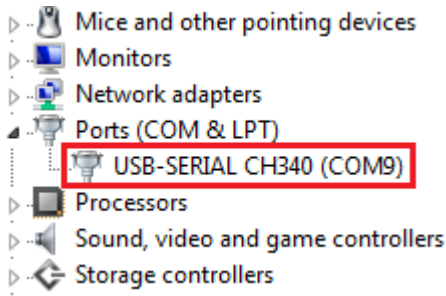 Mice and other pointing devices
Monitors
Network adapters
Ports (COM & LPT)
USB-SERIAL CH340 (COM9)
Processors
Sound, video and game controllers
Storage controllers